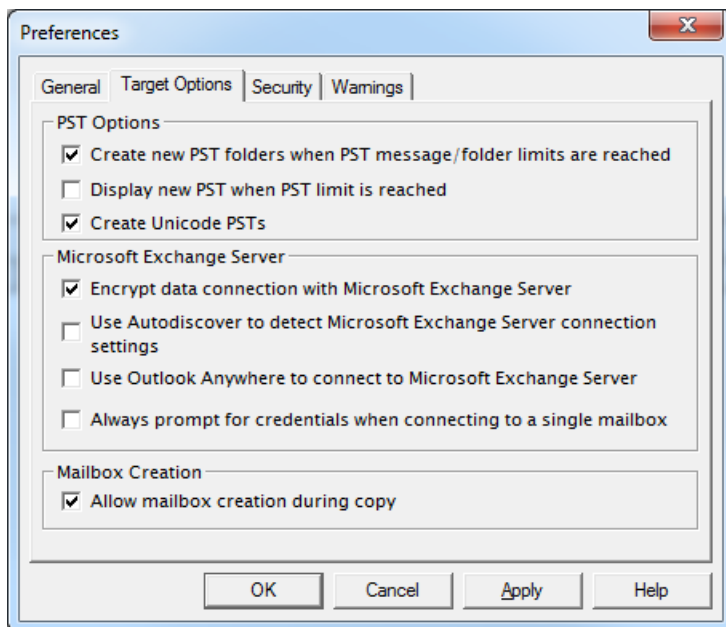 Preferences
General Target Options Security Warnings
PST Options
Create new PST folders when PST message/folder limits are reached
Display new PST when PST limit is reached
Create Unicode PSTs
Microsoft Exchange Server
Encrypt data connection with Microsoft Exchange Server
Use Autodiscover to detect Microsoft Exchange Server connection
settings
Use Outlook Anywhere to connect to Microsoft Exchange Server
Always prompt for credentials when connecting to a single mailbox
Mailbox Creation
Allow mailbox creation during copy
OK Cancel Apply Help